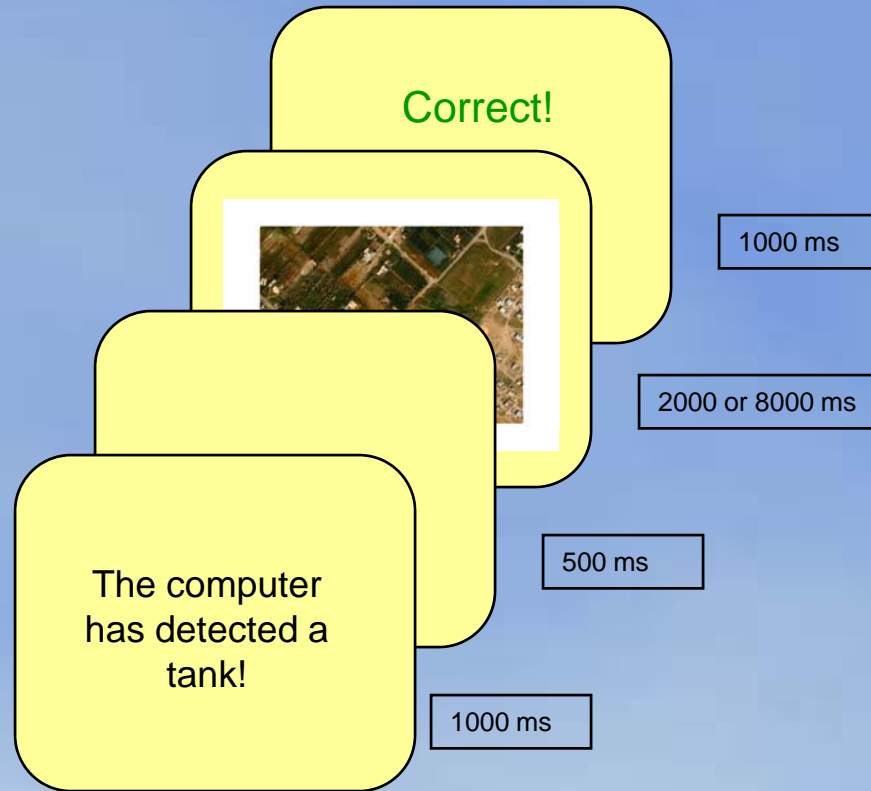 Correct!
1000 ms
2000 or 8000 ms
500 ms
The computer
has detected a
tank!
1000 ms